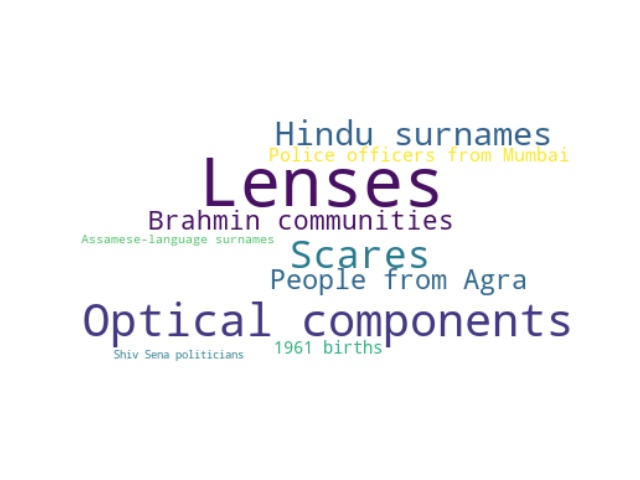 Hindu surnames
Police officers from Mumbai
Lenses
Brahmin communities
Assamese-language surnames
Scares
People from Agra
Optical components
1961 births
Shiv Sena politicians